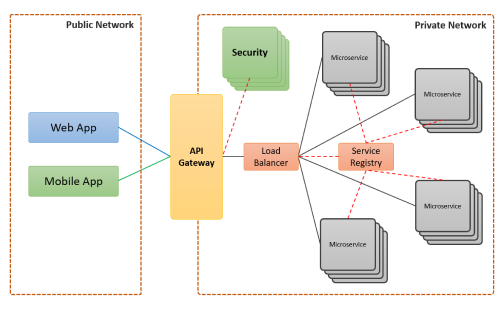 Public Network
Private Network
Security
Microservice
Microservice
Web App
API
Gateway
Load
Balancer
Service
Registry
Mobile App
Microservice
Microservice